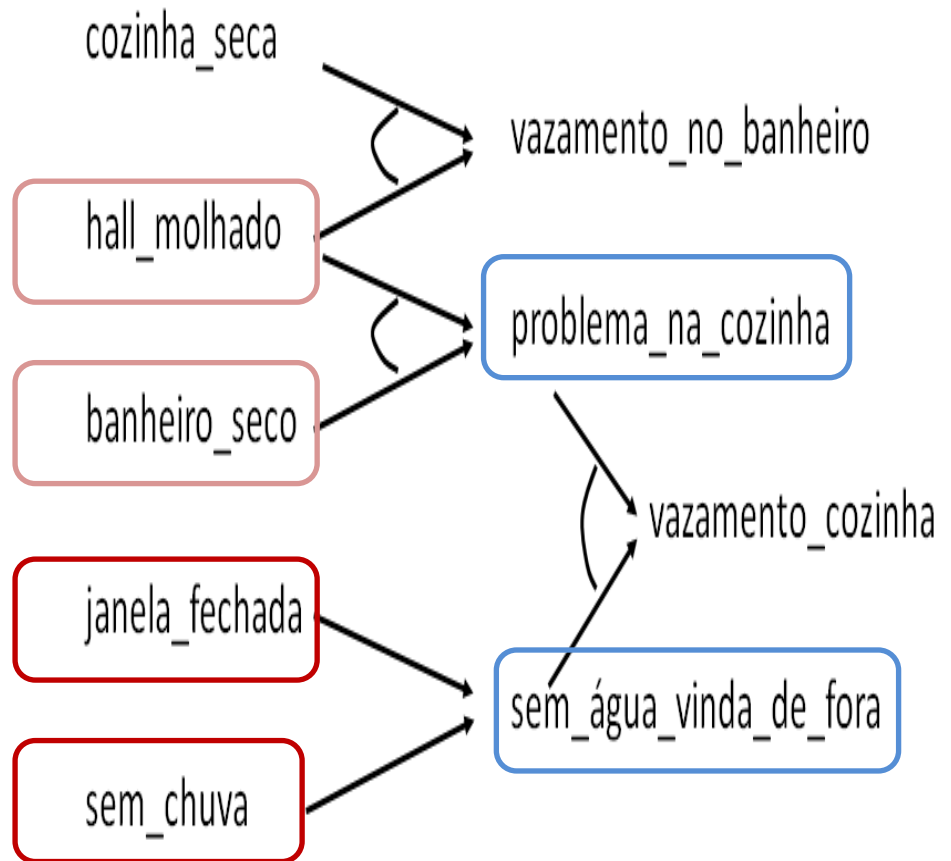 cozinha_seca
vazamento_no_banheiro
hall_molhado
problema_na_cozinha
banheiro_seco
vazamento_cozinha
janela_fechada
sem_água_vinda_de_fora
sem_chuva